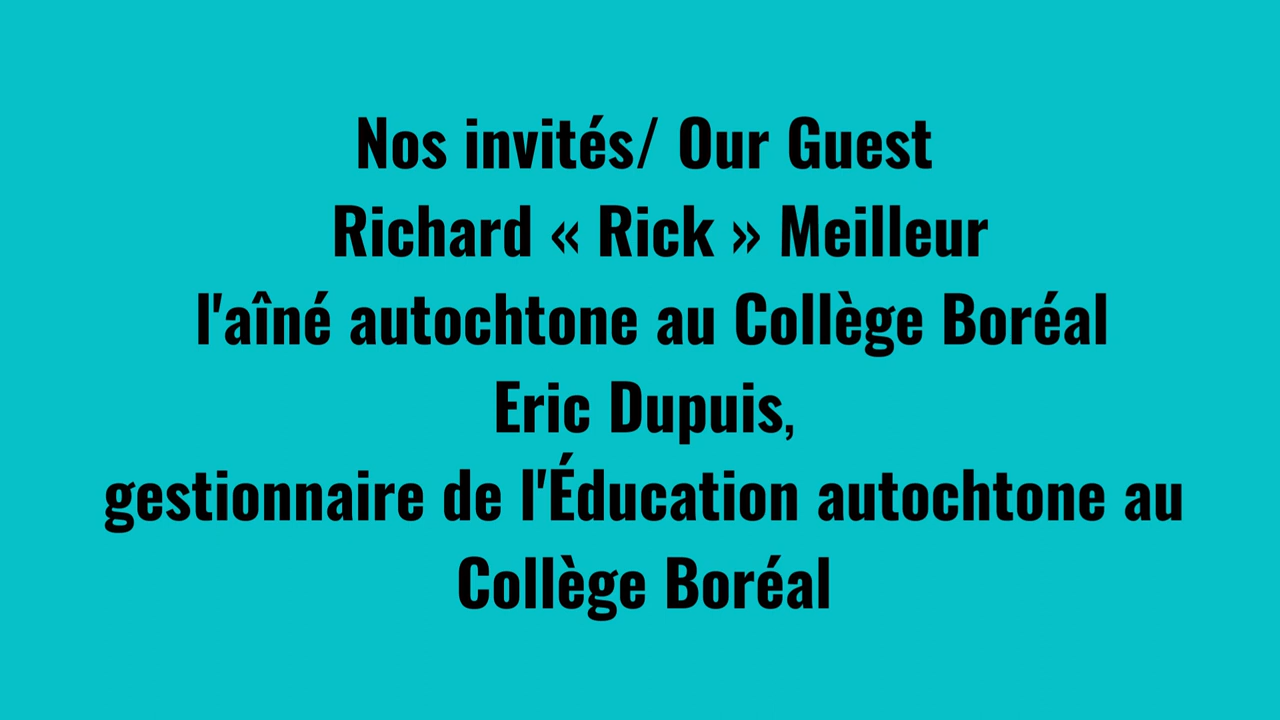 Nos invités/ Our Guest
Richard « Rick » Meilleur
l'aîné autochtone au Collège Boréal
Eric Dupuis,
gestionnaire de l'Éducation autochtone au
Collège Boréal